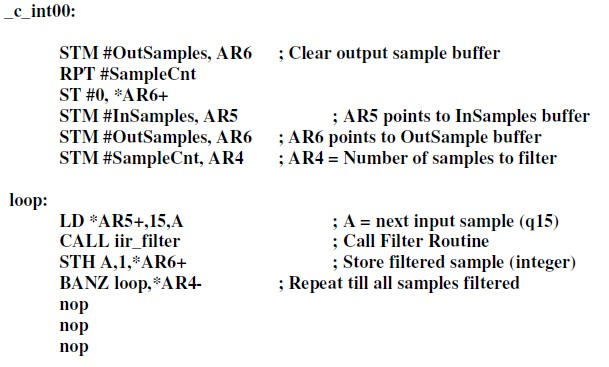 _c_int00:
STM #OutSamples, AR6 ; Clear output sample buffer
RPT #SampleCnt
ST #0, *AR6+
STM #InSamples, AR5 ; AR5 points to InSamples buffer
STM #OutSamples, AR6 ; AR6 points to OutSample buffer
STM #SampleCnt, AR4 ; AR4 = Number of samples to filter
loop:
LD *AR5+,15,A ; A = next input sample (q15)
CALL iir_filter ; Call Filter Routine
STH A,1,*AR6+ ; Store filtered sample (integer)
BANZ loop,*AR4- ; Repeat till all samples filtered
nop
nop
nop